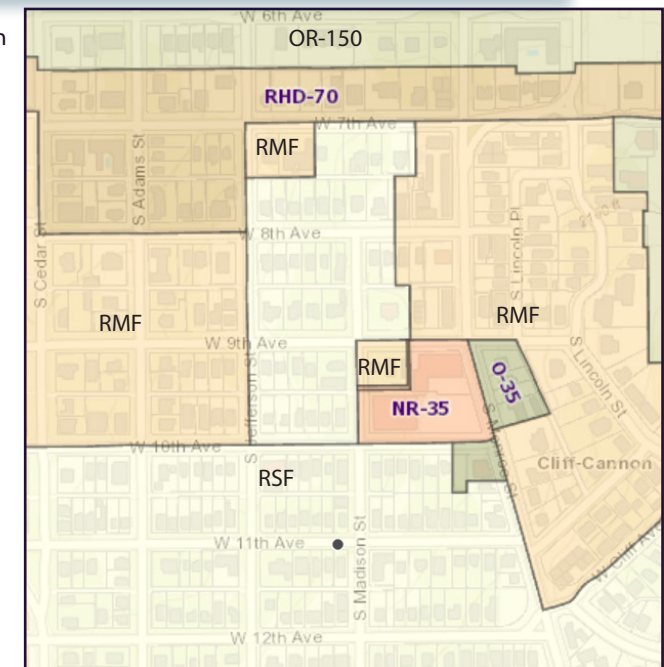 n
W 6th Ave
OR-150
RHD-70
W 7th Ave
RMF
S Adams St
S Cedar St
W 8th Ave
S Lincoln Pl
RMF
RMF
W 9th Ave
S Jefferson St
RMF
O-35
S Lincoln St
NR-35
S Monroe St
W 10th Ave
Cliff-Cannon
RSF
W 11th Ave
S Madison St
W Cliff Ave
W 12th Ave